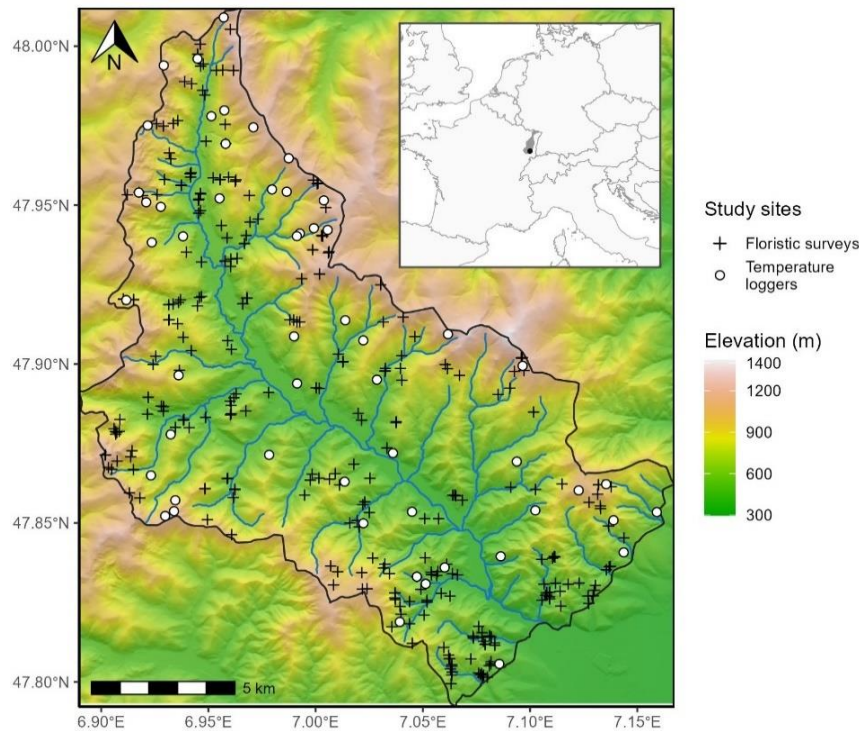 48.00°N
47.95°N
47.90°N
47.85°N
47.80°N
N
5 km
6.90°E
6.95°E
7.00°E
7.05°E
7.10°E
7.15°E
Study sites
Floristic surveys
Temperature
loggers
Elevation (m)
1400
1200
900
600
300